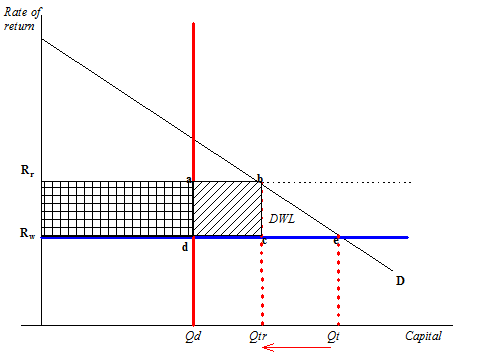 Rate of
return
Rr
a
b
DWL
Rw
d
c
e
D
Qd
Qtr
Qt
Capital